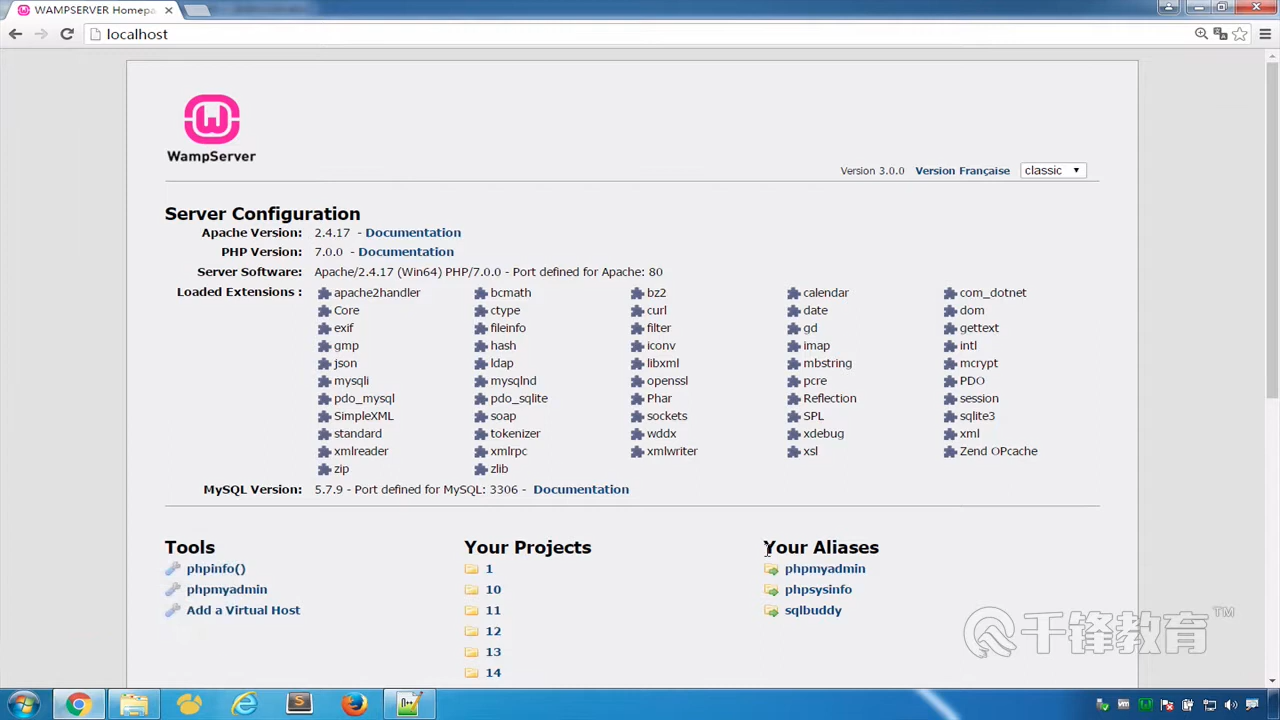 WAMPSERVER Homepa
localhost
WampServer
Version 3.0.0 Version Française classic
Server Configuration
Apache Version: 2.4.17 - Documentation
PHP Version: 7.0.0 - Documentation
Server Software: Apache/2.4.17 (Win64) PHP/7.0.0 - Port defined for Apache: 80
Loaded Extensions : apache2handler bcmath bz2 calendar com_dotnet
Core ctype curl date dom
exif fileinfo filter gd gettext
gmp hash iconv imap intl
json ldap libxml mbstring mcrypt
mysqli mysqlnd openssl pcre PDO
pdo_mysql pdo_sqlite Phar Reflection session
SimpleXML soap sockets SPL sqlite3
standard tokenizer wddx xdebug xml
xmlreader xmlrpc xmlwriter xsl Zend OPcache
zip zlib
MySQL Version: 5.7.9 - Port defined for MySQL: 3306 - Documentation
Tools
phpinfo()
phpmyadmin
Add a Virtual Host
Your Projects
1
10
11
12
13
14
Your Aliases
phpmyadmin
phpsysinfo
sqlbuddy
千锋教育™